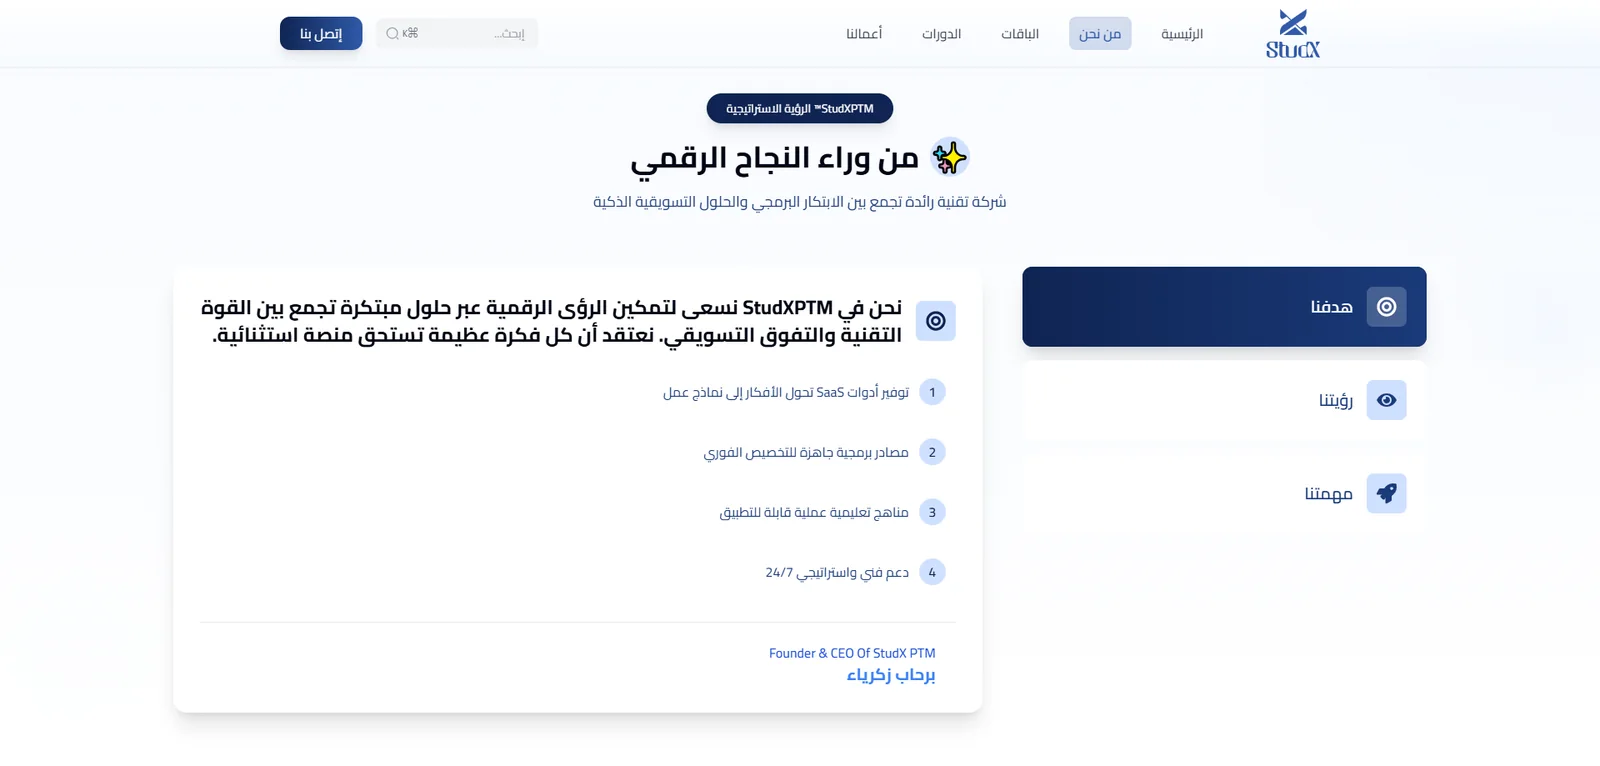 StudX
الرئيسية
من نحن
الباقات
الدورات
أعمالنا
إبحث...
⌘K
إتصل بنا
StudXPTM™ الرؤية الاستراتيجية
من وراء النجاح الرقمي
شركة تقنية رائدة تجمع بين الابتكار البرمجي والحلول التسويقية الذكية
هدفنا
رؤيتنا
مهمتنا
نحن في StudXPTM نسعى لتمكين الرؤى الرقمية عبر حلول مبتكرة تجمع بين القوة
التقنية والتفوق التسويقي. نعتقد أن كل فكرة عظيمة تستحق منصة استثنائية.
1 توفير أدوات SaaS تحول الأفكار إلى نماذج عمل
2 مصادر برمجية جاهزة للتخصيص الفوري
3 مناهج تعليمية عملية قابلة للتطبيق
4 دعم فني واستراتيجي 24/7
Founder & CEO Of StudX PTM
برحاب زكرياء